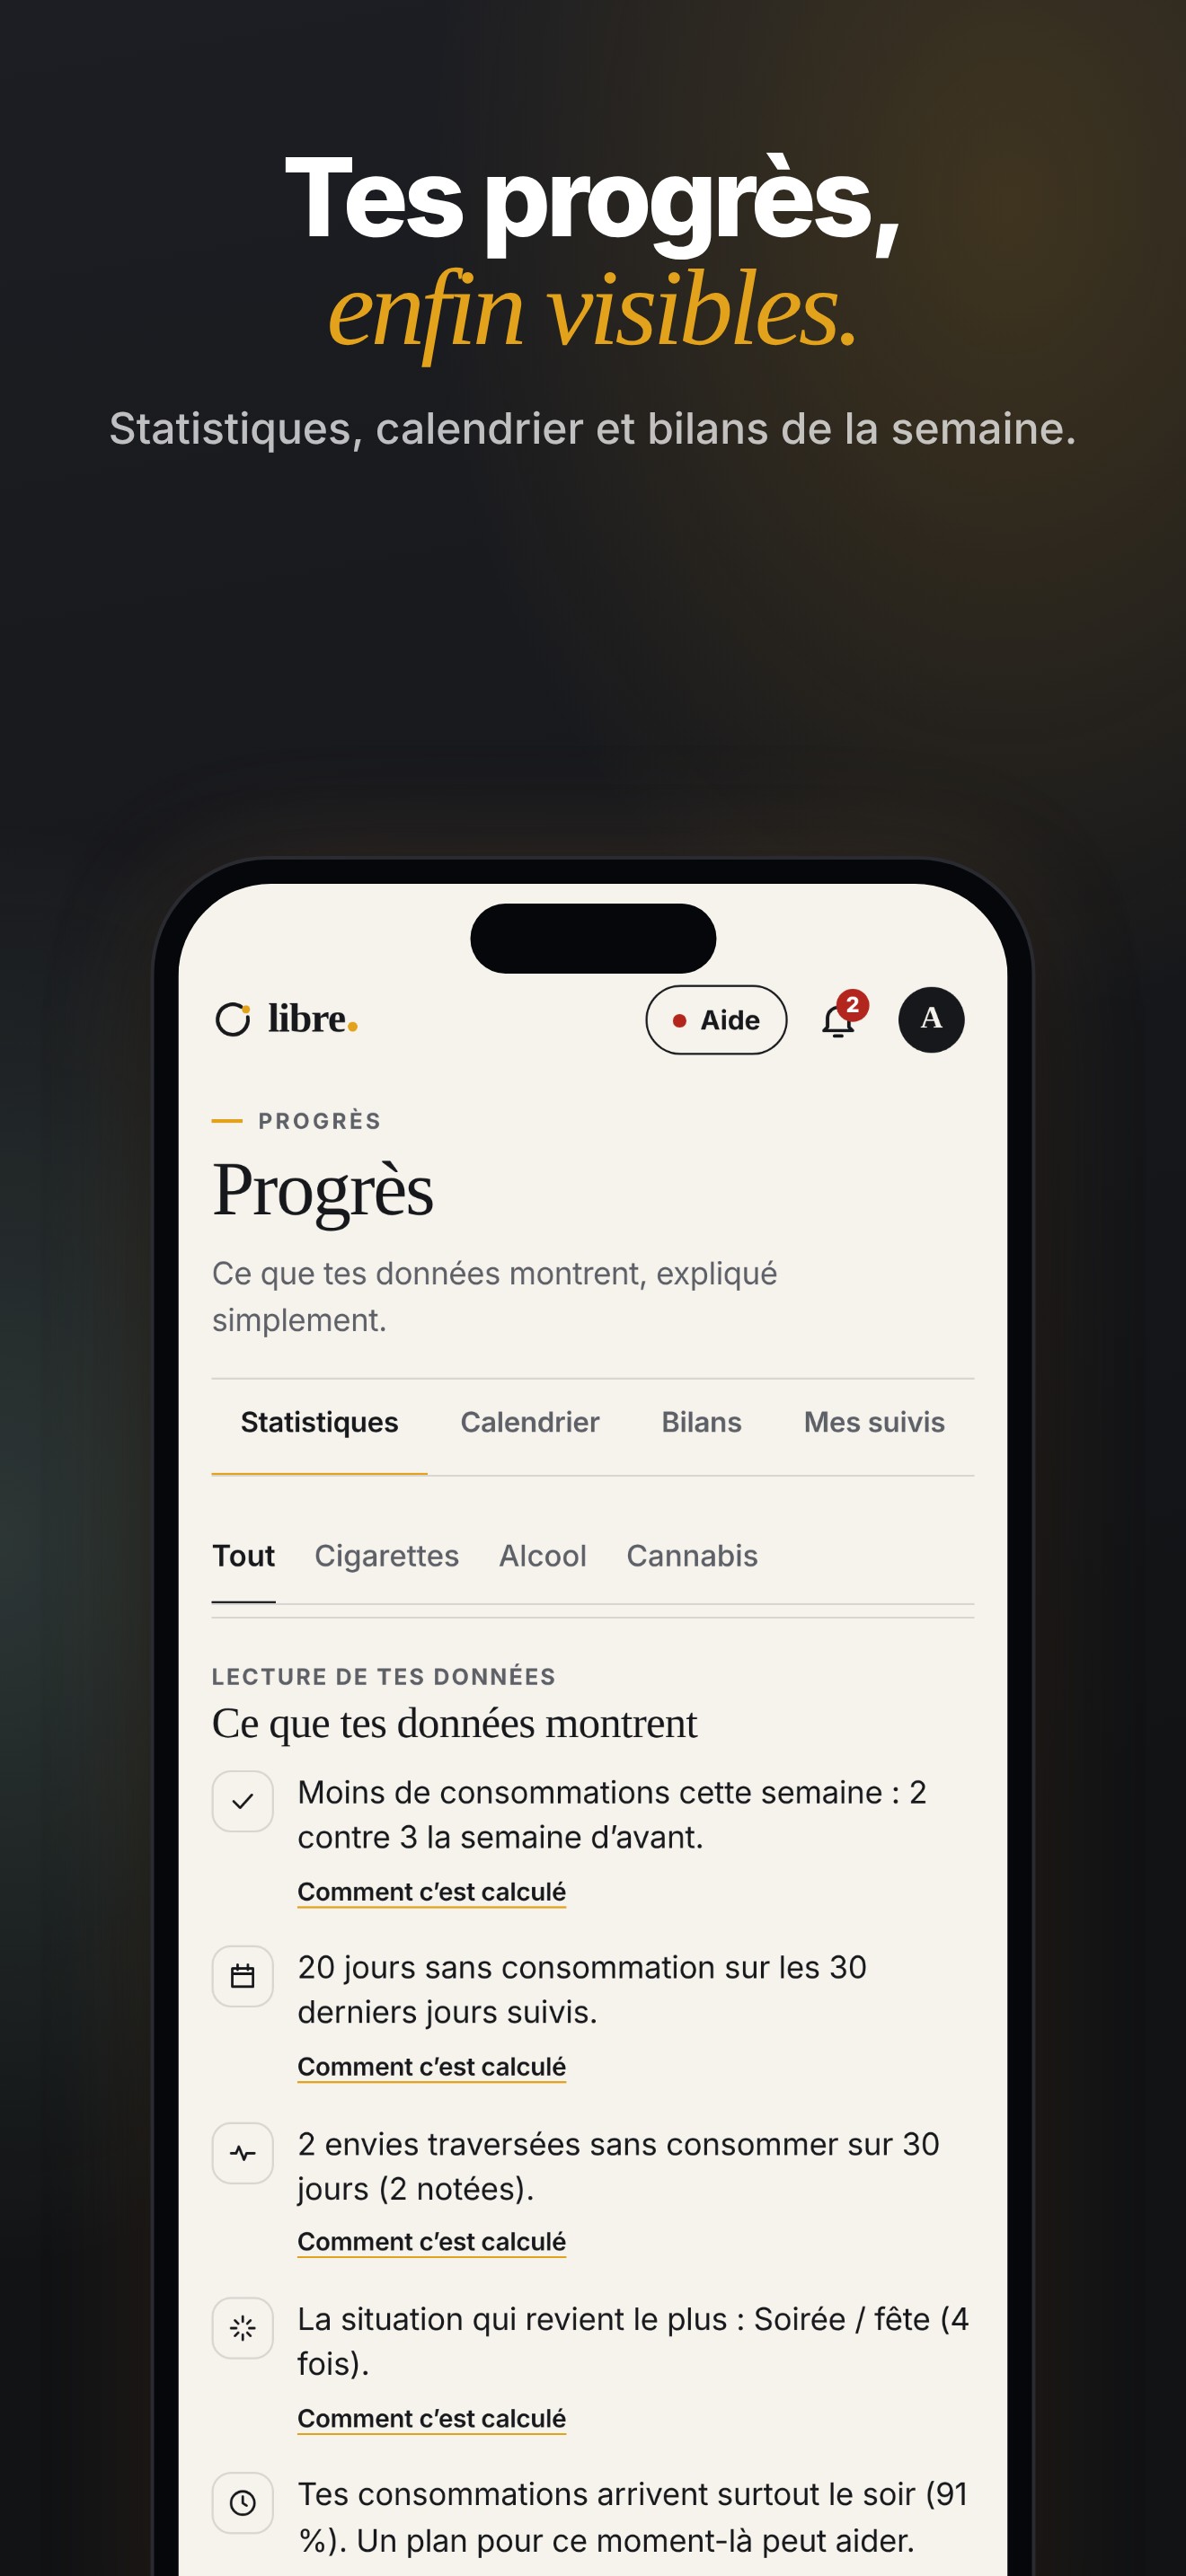 Tes progrès,
enfin visibles.
Statistiques, calendrier et bilans de la semaine.
libre.
Aide
2
A
PROGRÈS
Progrès
Ce que tes données montrent, expliqué
simplement.
Statistiques Calendrier Bilans Mes suivis
Tout Cigarettes Alcool Cannabis
LECTURE DE TES DONNÉES
Ce que tes données montrent
Moins de consommations cette semaine : 2
contre 3 la semaine d’avant.
Comment c’est calculé
20 jours sans consommation sur les 30
derniers jours suivis.
Comment c’est calculé
2 envies traversées sans consommer sur 30
jours (2 notées).
Comment c’est calculé
La situation qui revient le plus : Soirée / fête (4
fois).
Comment c’est calculé
Tes consommations arrivent surtout le soir (91
%). Un plan pour ce moment-là peut aider.